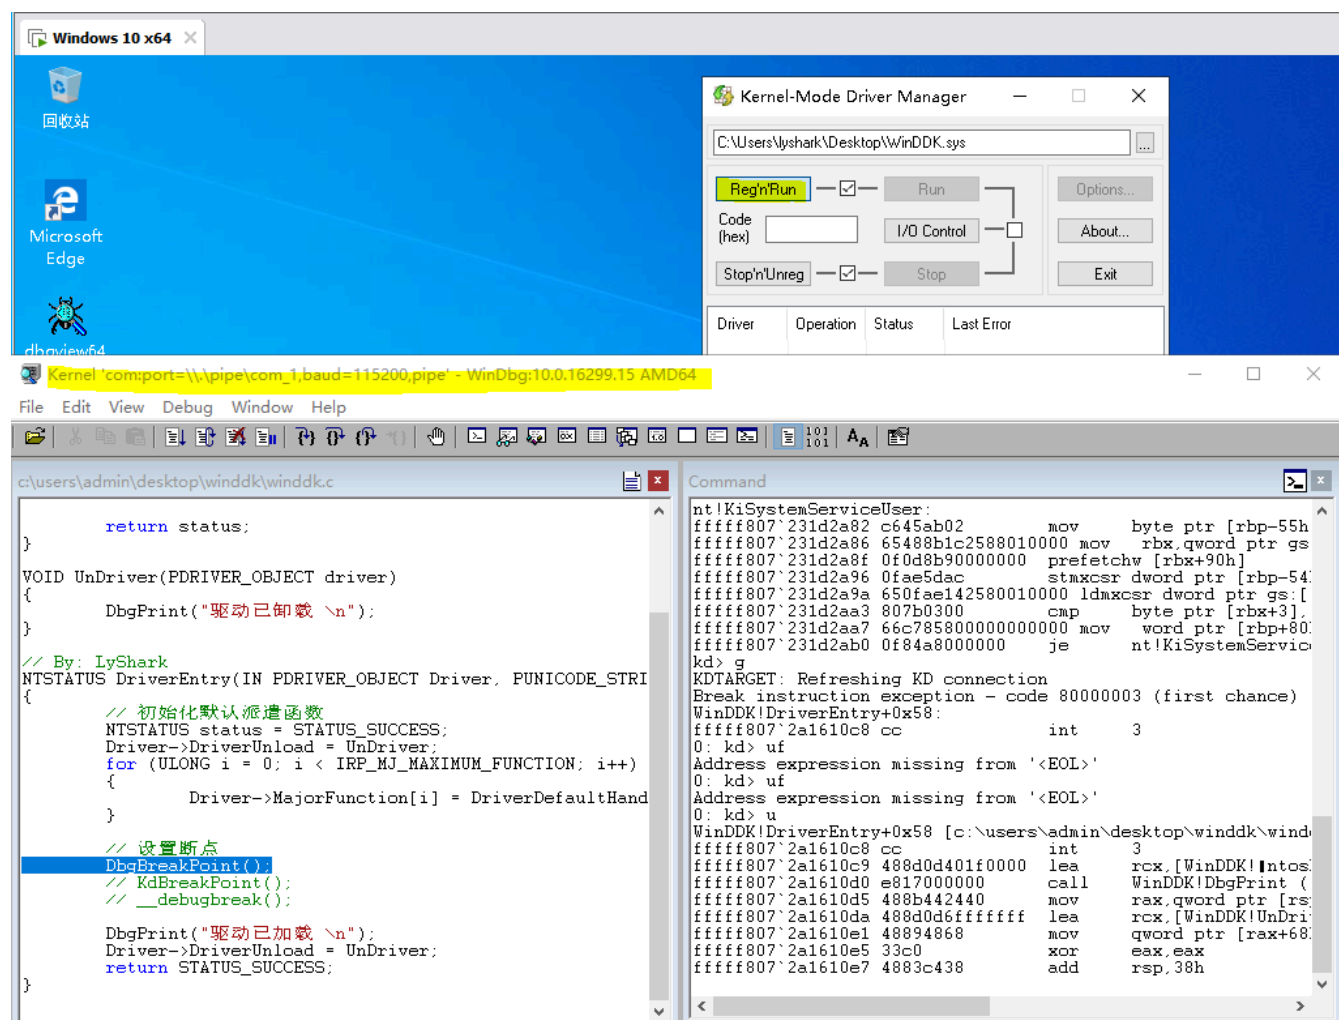 Windows 10 x64
回收站
Microsoft
Edge
dbgview64
Kernel-Mode Driver Manager
C:\Users\lyshark\Desktop\WinDDK.sys
...
Reg'n'Run
Run
Options...
Code
(hex)
I/O Control
About...
Stop'n'Unreg
Stop
Exit
Driver Operation Status Last Error
Kernel 'com:port=\\.\pipe\com_1,baud=115200,pipe' - WinDbg:10.0.16299.15 AMD64
File Edit View Debug Window Help
c:\users\admin\desktop\winddk\winddk.c
return status;
}
VOID UnDriver(PDRIVER_OBJECT driver)
{
DbgPrint("驱动已卸载 \n");
}
// By: LyShark
NTSTATUS DriverEntry(IN PDRIVER_OBJECT Driver, PUNICODE_STRI
{
// 初始化默认派遣函数
NTSTATUS status = STATUS_SUCCESS;
Driver->DriverUnload = UnDriver;
for (ULONG i = 0; i < IRP_MJ_MAXIMUM_FUNCTION; i++)
{
Driver->MajorFunction[i] = DriverDefaultHand
}
// 设置断点
DbgBreakPoint();
// KdBreakPoint();
// __debugbreak();
DbgPrint("驱动已加载 \n");
Driver->DriverUnload = UnDriver;
return STATUS_SUCCESS;
}
Command
nt!KiSystemServiceUser:
fffff807`231d2a82 c645ab02 mov byte ptr [rbp-55h
fffff807`231d2a86 65488b1c2588010000 mov rbx,qword ptr gs
fffff807`231d2a8f 0f0d8b90000000 prefetchw [rbx+90h]
fffff807`231d2a96 0fae5dac stmxcsr dword ptr [rbp-54
fffff807`231d2a9a 650fae142580010000 ldmxcsr dword ptr gs:[
fffff807`231d2aa3 807b0300 cmp byte ptr [rbx+3],
fffff807`231d2aa7 66c785800000000000 mov word ptr [rbp+80
fffff807`231d2ab0 0f84a8000000 je nt!KiSystemServic
kd> g
KDTARGET: Refreshing KD connection
Break instruction exception - code 80000003 (first chance)
WinDDK!DriverEntry+0x58:
fffff807`2a1610c8 cc int 3
0: kd> uf
Address expression missing from '<EOL>'
0: kd> uf
Address expression missing from '<EOL>'
0: kd> u
WinDDK!DriverEntry+0x58 [c:\users\admin\desktop\winddk\wind
fffff807`2a1610c8 cc int 3
fffff807`2a1610c9 488d0d401f0000 lea rcx,[WinDDK! ntos
fffff807`2a1610d0 e817000000 call WinDDK!DbgPrint (
fffff807`2a1610d5 488b442440 mov rax,qword ptr [rs
fffff807`2a1610da 488d0d6fffffff lea rcx,[WinDDK!UnDri
fffff807`2a1610e1 48894868 mov qword ptr [rax+68
fffff807`2a1610e5 33c0 xor eax,eax
fffff807`2a1610e7 4883c438 add rsp,38h